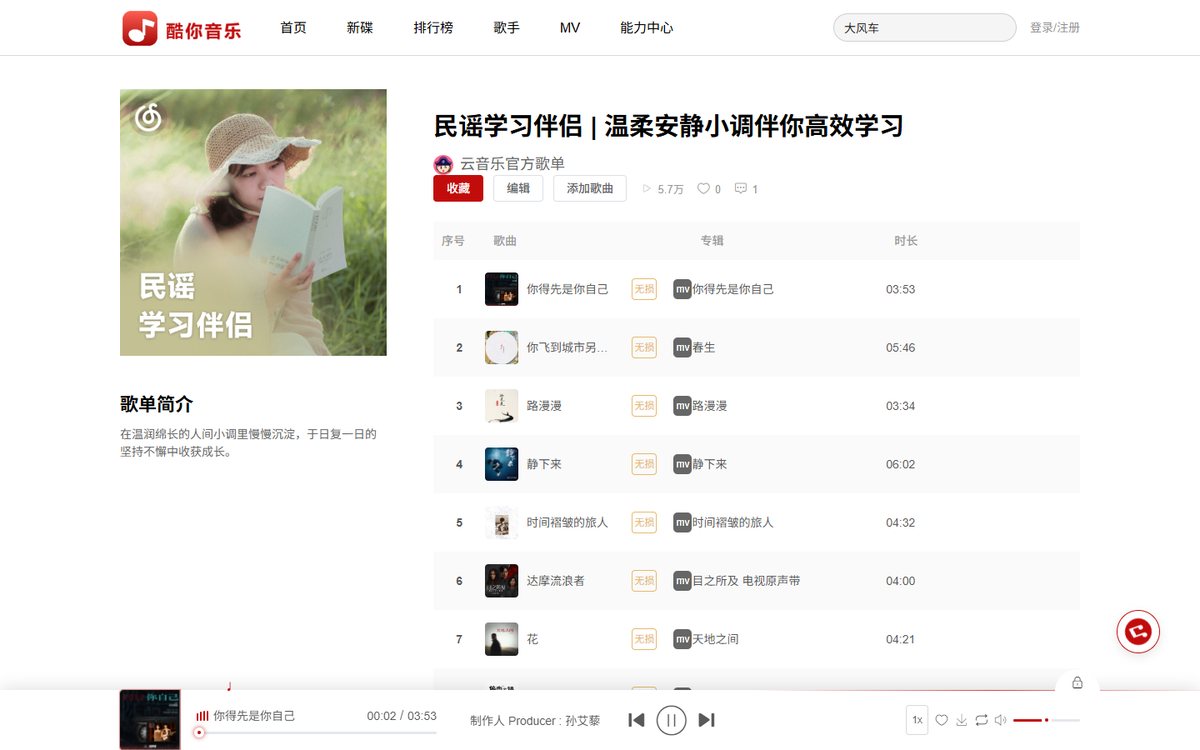 酷你音乐 首页 新碟 排行榜 歌手 MV 能力中心 大风车 登录/注册
民谣
学习伴侣
歌单简介
在温润绵长的人间小调里慢慢沉淀，于日复一日的
坚持不懈中收获成长。
民谣学习伴侣 | 温柔安静小调伴你高效学习
云音乐官方歌单
收藏 编辑 添加歌曲 5.7万 0 1
序号 歌曲 专辑 时长
1 你得先是你自己 无损 mv 你得先是你自己 03:53
2 你飞到城市另... 无损 mv 春生 05:46
3 路漫漫 无损 mv 路漫漫 03:34
4 静下来 无损 mv 静下来 06:02
5 时间褶皱的旅人 无损 mv 时间褶皱的旅人 04:32
6 达摩流浪者 无损 mv 目之所及 电视原声带 04:00
7 花 无损 mv 天地之间 04:21
你得先是你自己 00:02 / 03:53 制作人 Producer : 孙艾藜 1x